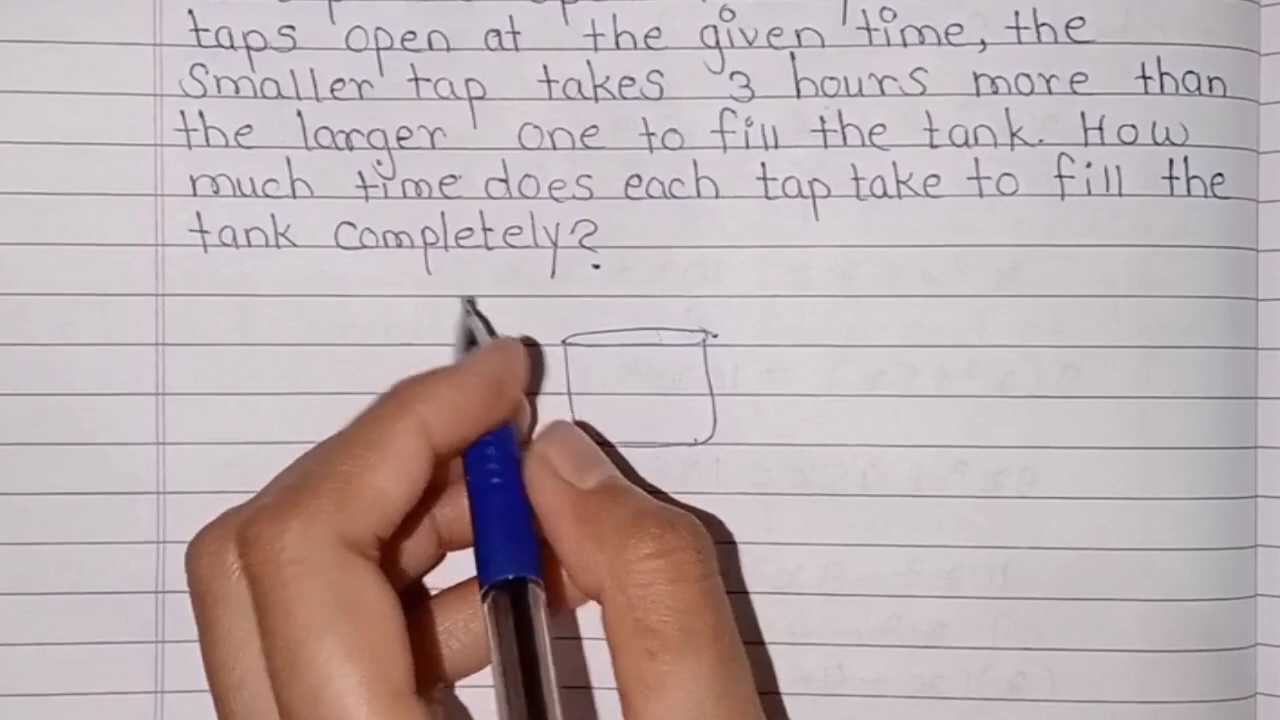 taps open at the given time, the
smaller tap takes 3 hours more than
the larger one to fill the tank. How
much time does each tap take to fill the
tank completely?